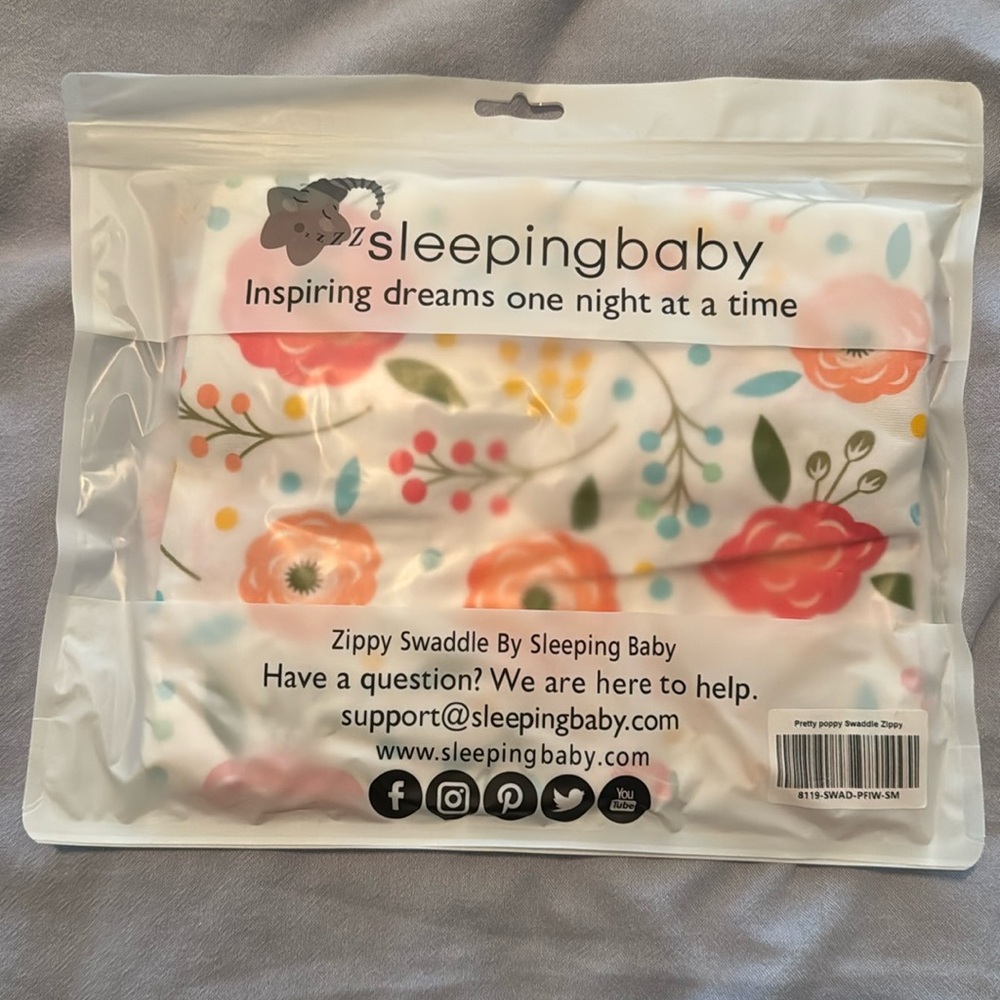 zzzZ
sleepingbaby
Inspiring dreams one night at a time
Zippy Swaddle By Sleeping Baby
Have a question? We are here to help.
support@sleepingbaby.com
www.sleepingbaby.com
You
Tube
Pretty poppy Swaddle Zippy
8119-SWAD-PFIW-SM